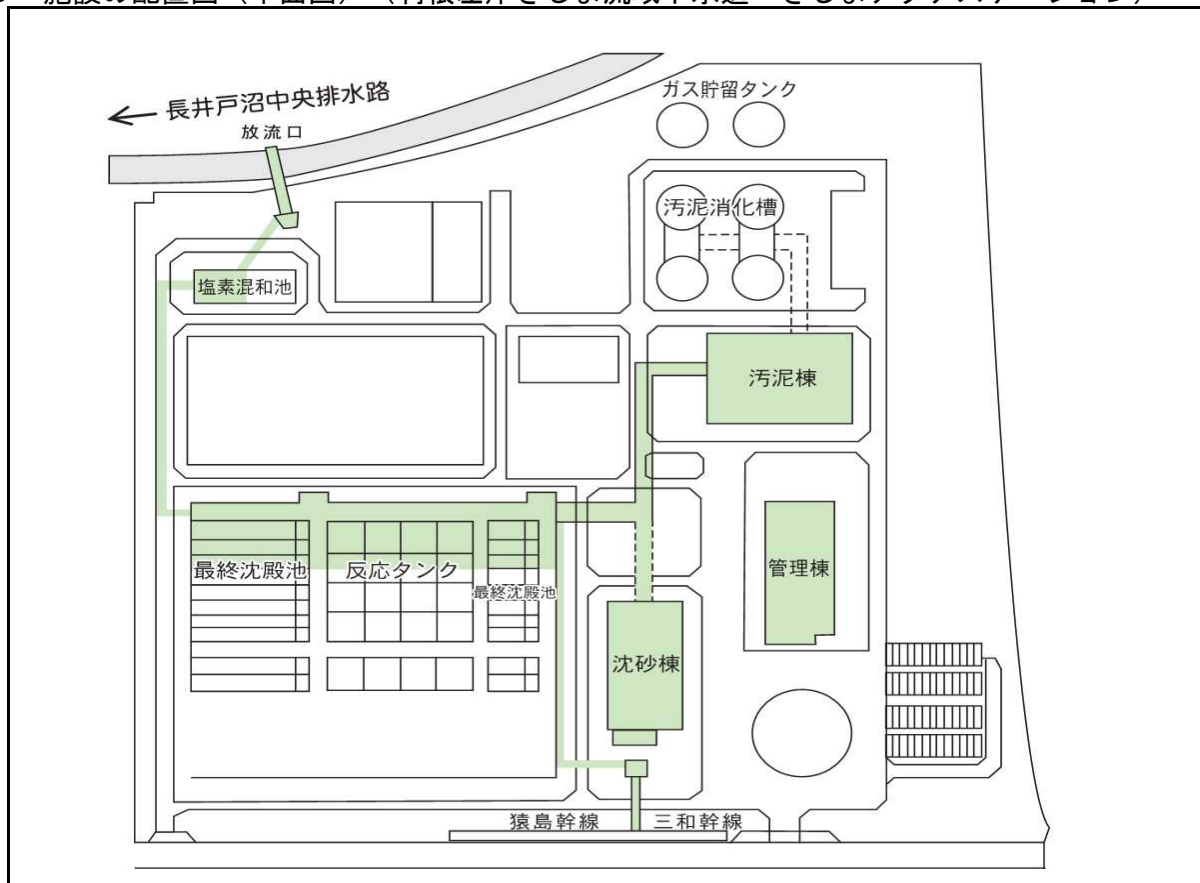 長井戸沼中央排水路
放流口
ガス貯留タンク
汚泥消化槽
塩素混和池
汚泥棟
最終沈殿池
反応タンク
最終沈殿池
管理棟
沈砂棟
猿島幹線
三和幹線